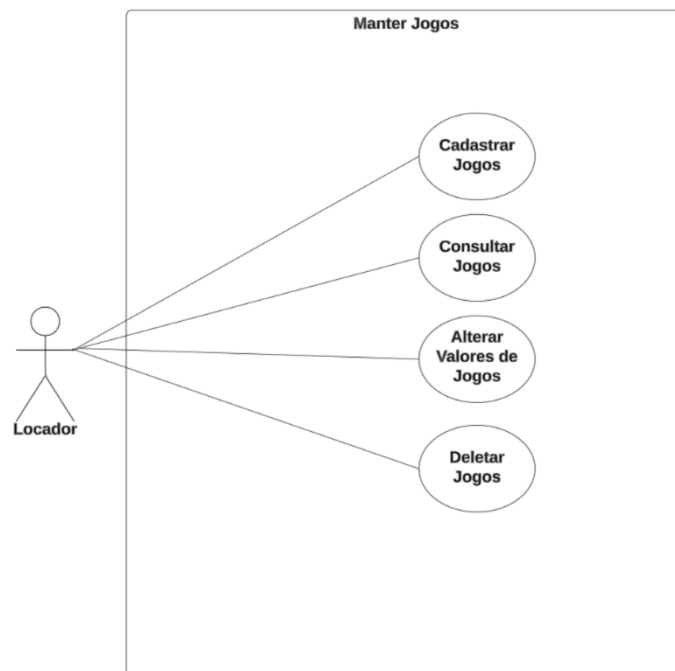 Manter Jogos
Cadastrar
Jogos
Consultar
Jogos
Alterar
Valores de
Jogos
Deletar
Jogos
Locador